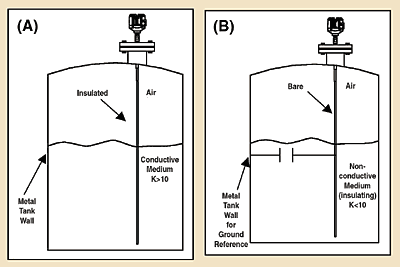 (A)
Insulated
Air
Conductive
Medium
K>10
Metal
Tank
Wall
(B)
Bare
Air
Non-
conductive
Medium
(insulating)
K<10
Metal
Tank
Wall
for
Ground
Reference